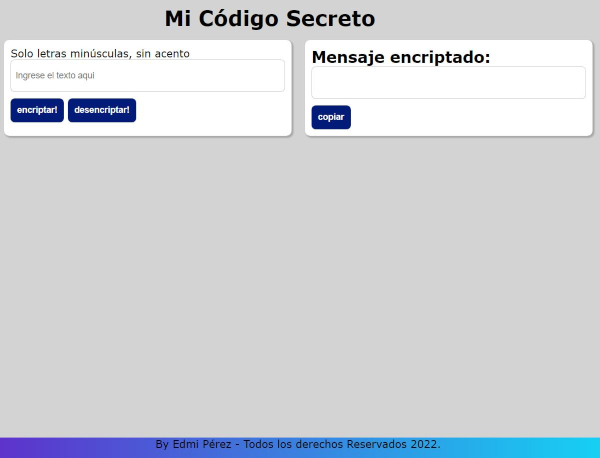 Mi Código Secreto
Solo letras minúsculas, sin acento
Ingrese el texto aquí
encriptar!
desencriptar!
Mensaje encriptado:
copiar
By Edmi Pérez - Todos los derechos Reservados 2022.